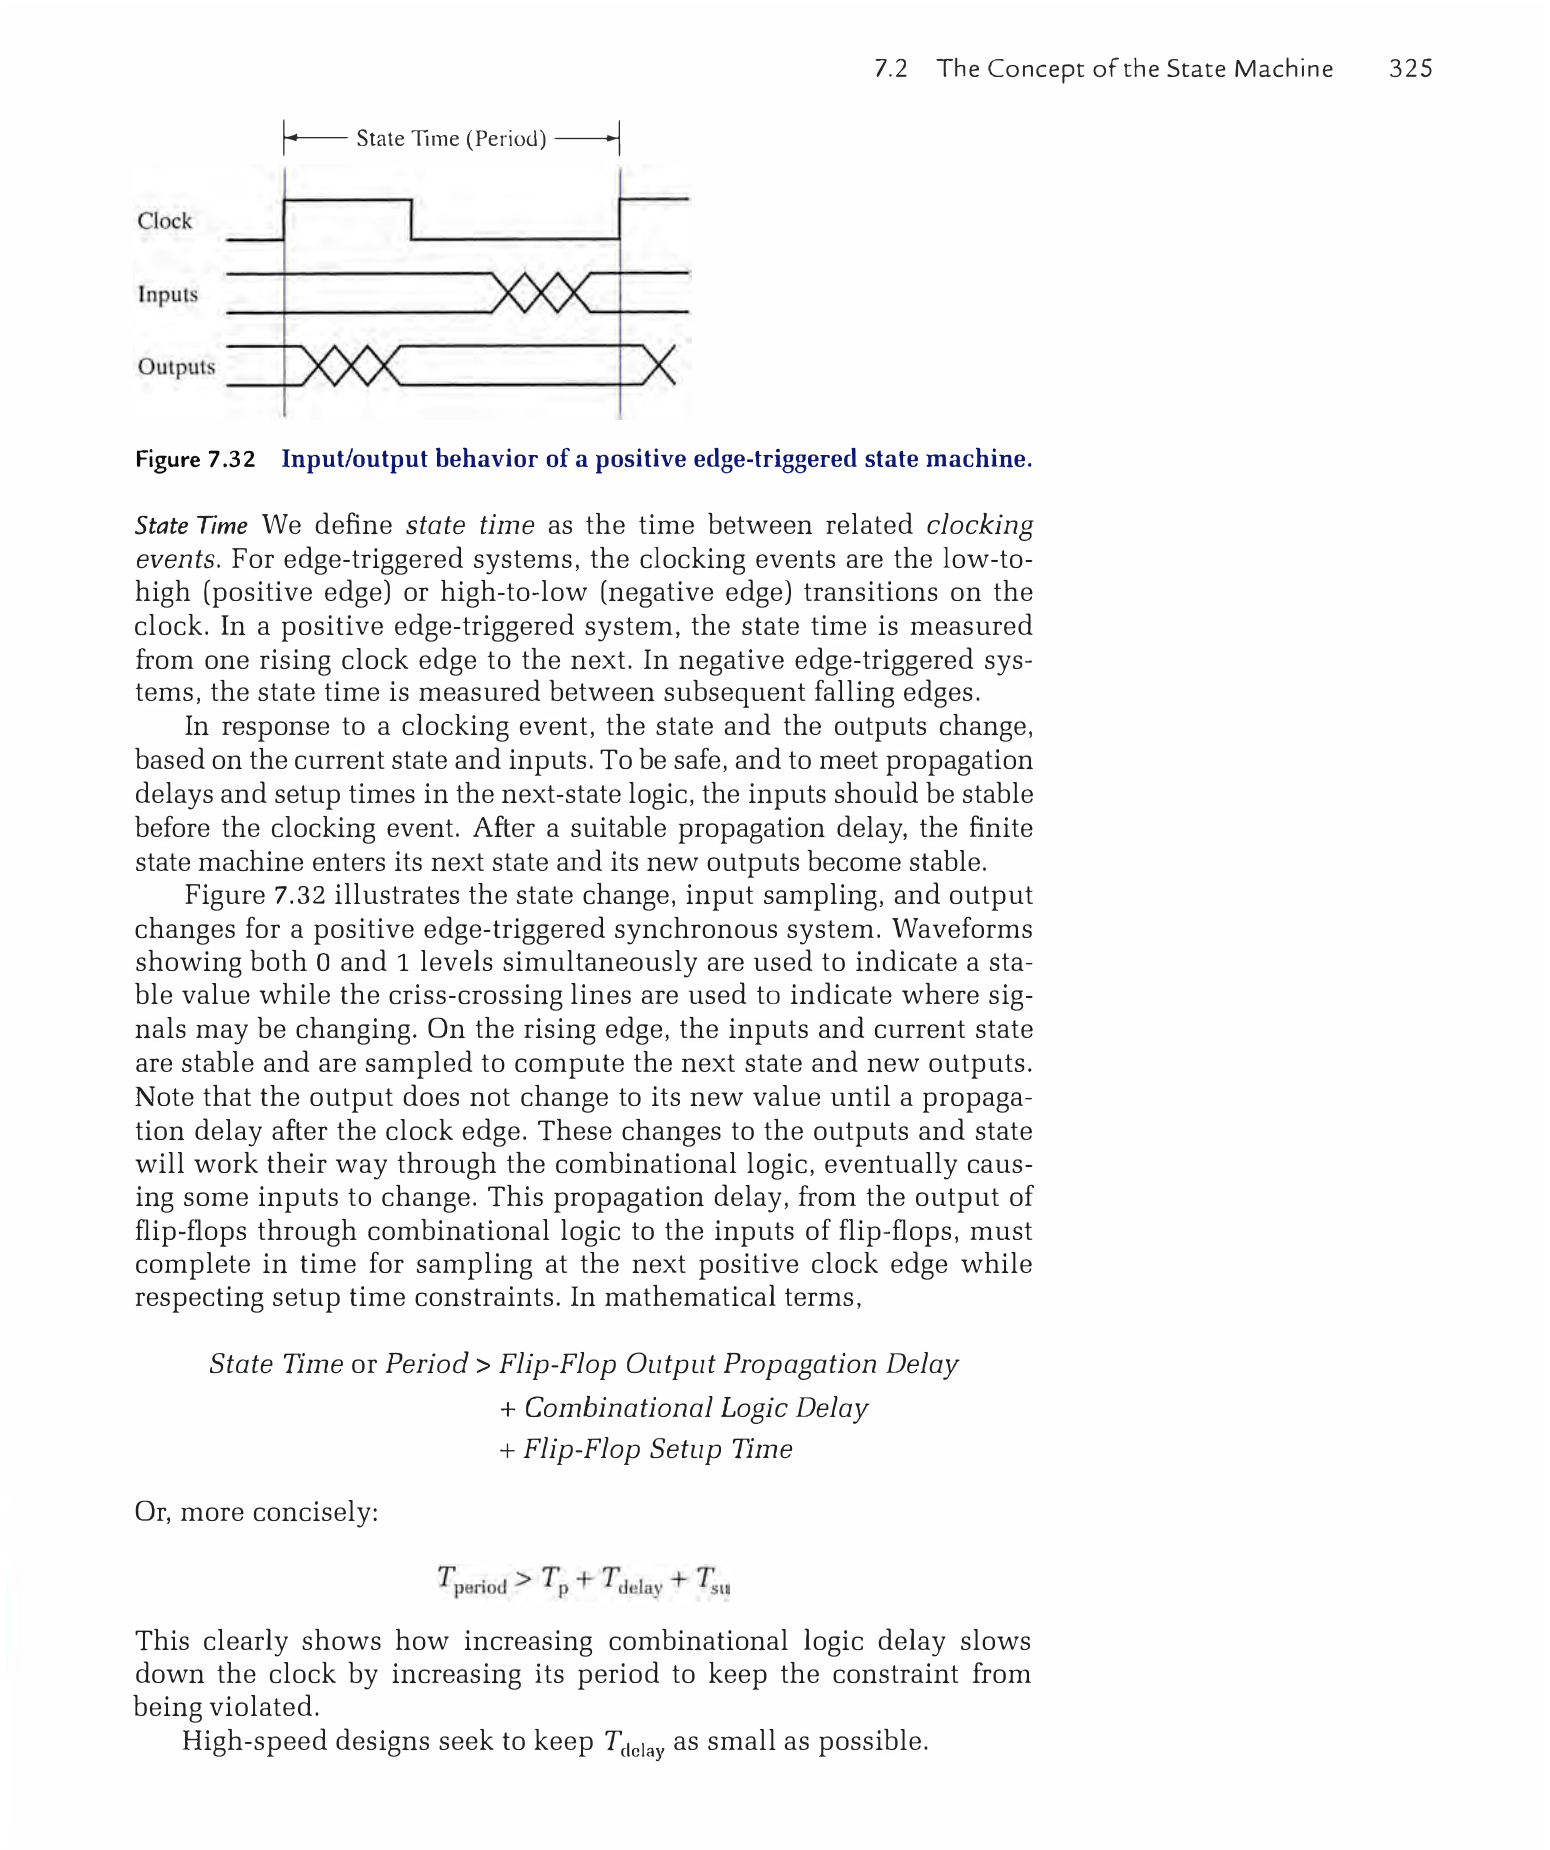 7.2 The Concept of the State Machine 325
State Time (Period)
Clock
Inputs
Outputs
Figure 7.32 Input/output behavior of a positive edge-triggered state machine.
State Time We define state time as the time between related clocking
events. For edge-triggered systems, the clocking events are the low-to-
high (positive edge) or high-to-low (negative edge) transitions on the
clock. In a positive edge-triggered system, the state time is measured
from one rising clock edge to the next. In negative edge-triggered sys-
tems, the state time is measured between subsequent falling edges.
In response to a clocking event, the state and the outputs change,
based on the current state and inputs. To be safe, and to meet propagation
delays and setup times in the next-state logic, the inputs should be stable
before the clocking event. After a suitable propagation delay, the finite
state machine enters its next state and its new outputs become stable.
Figure 7.32 illustrates the state change, input sampling, and output
changes for a positive edge-triggered synchronous system. Waveforms
showing both 0 and 1 levels simultaneously are used to indicate a sta-
ble value while the criss-crossing lines are used to indicate where sig-
nals may be changing. On the rising edge, the inputs and current state
are stable and are sampled to compute the next state and new outputs.
Note that the output does not change to its new value until a propaga-
tion delay after the clock edge. These changes to the outputs and state
will work their way through the combinational logic, eventually caus-
ing some inputs to change. This propagation delay, from the output of
flip-flops through combinational logic to the inputs of flip-flops, must
complete in time for sampling at the next positive clock edge while
respecting setup time constraints. In mathematical terms,
State Time or Period > Flip-Flop Output Propagation Delay
+ Combinational Logic Delay
+ Flip-Flop Setup Time
Or, more concisely:
T_period > T_p + T_delay + T_su
This clearly shows how increasing combinational logic delay slows
down the clock by increasing its period to keep the constraint from
being violated.
High-speed designs seek to keep T_delay as small as possible.